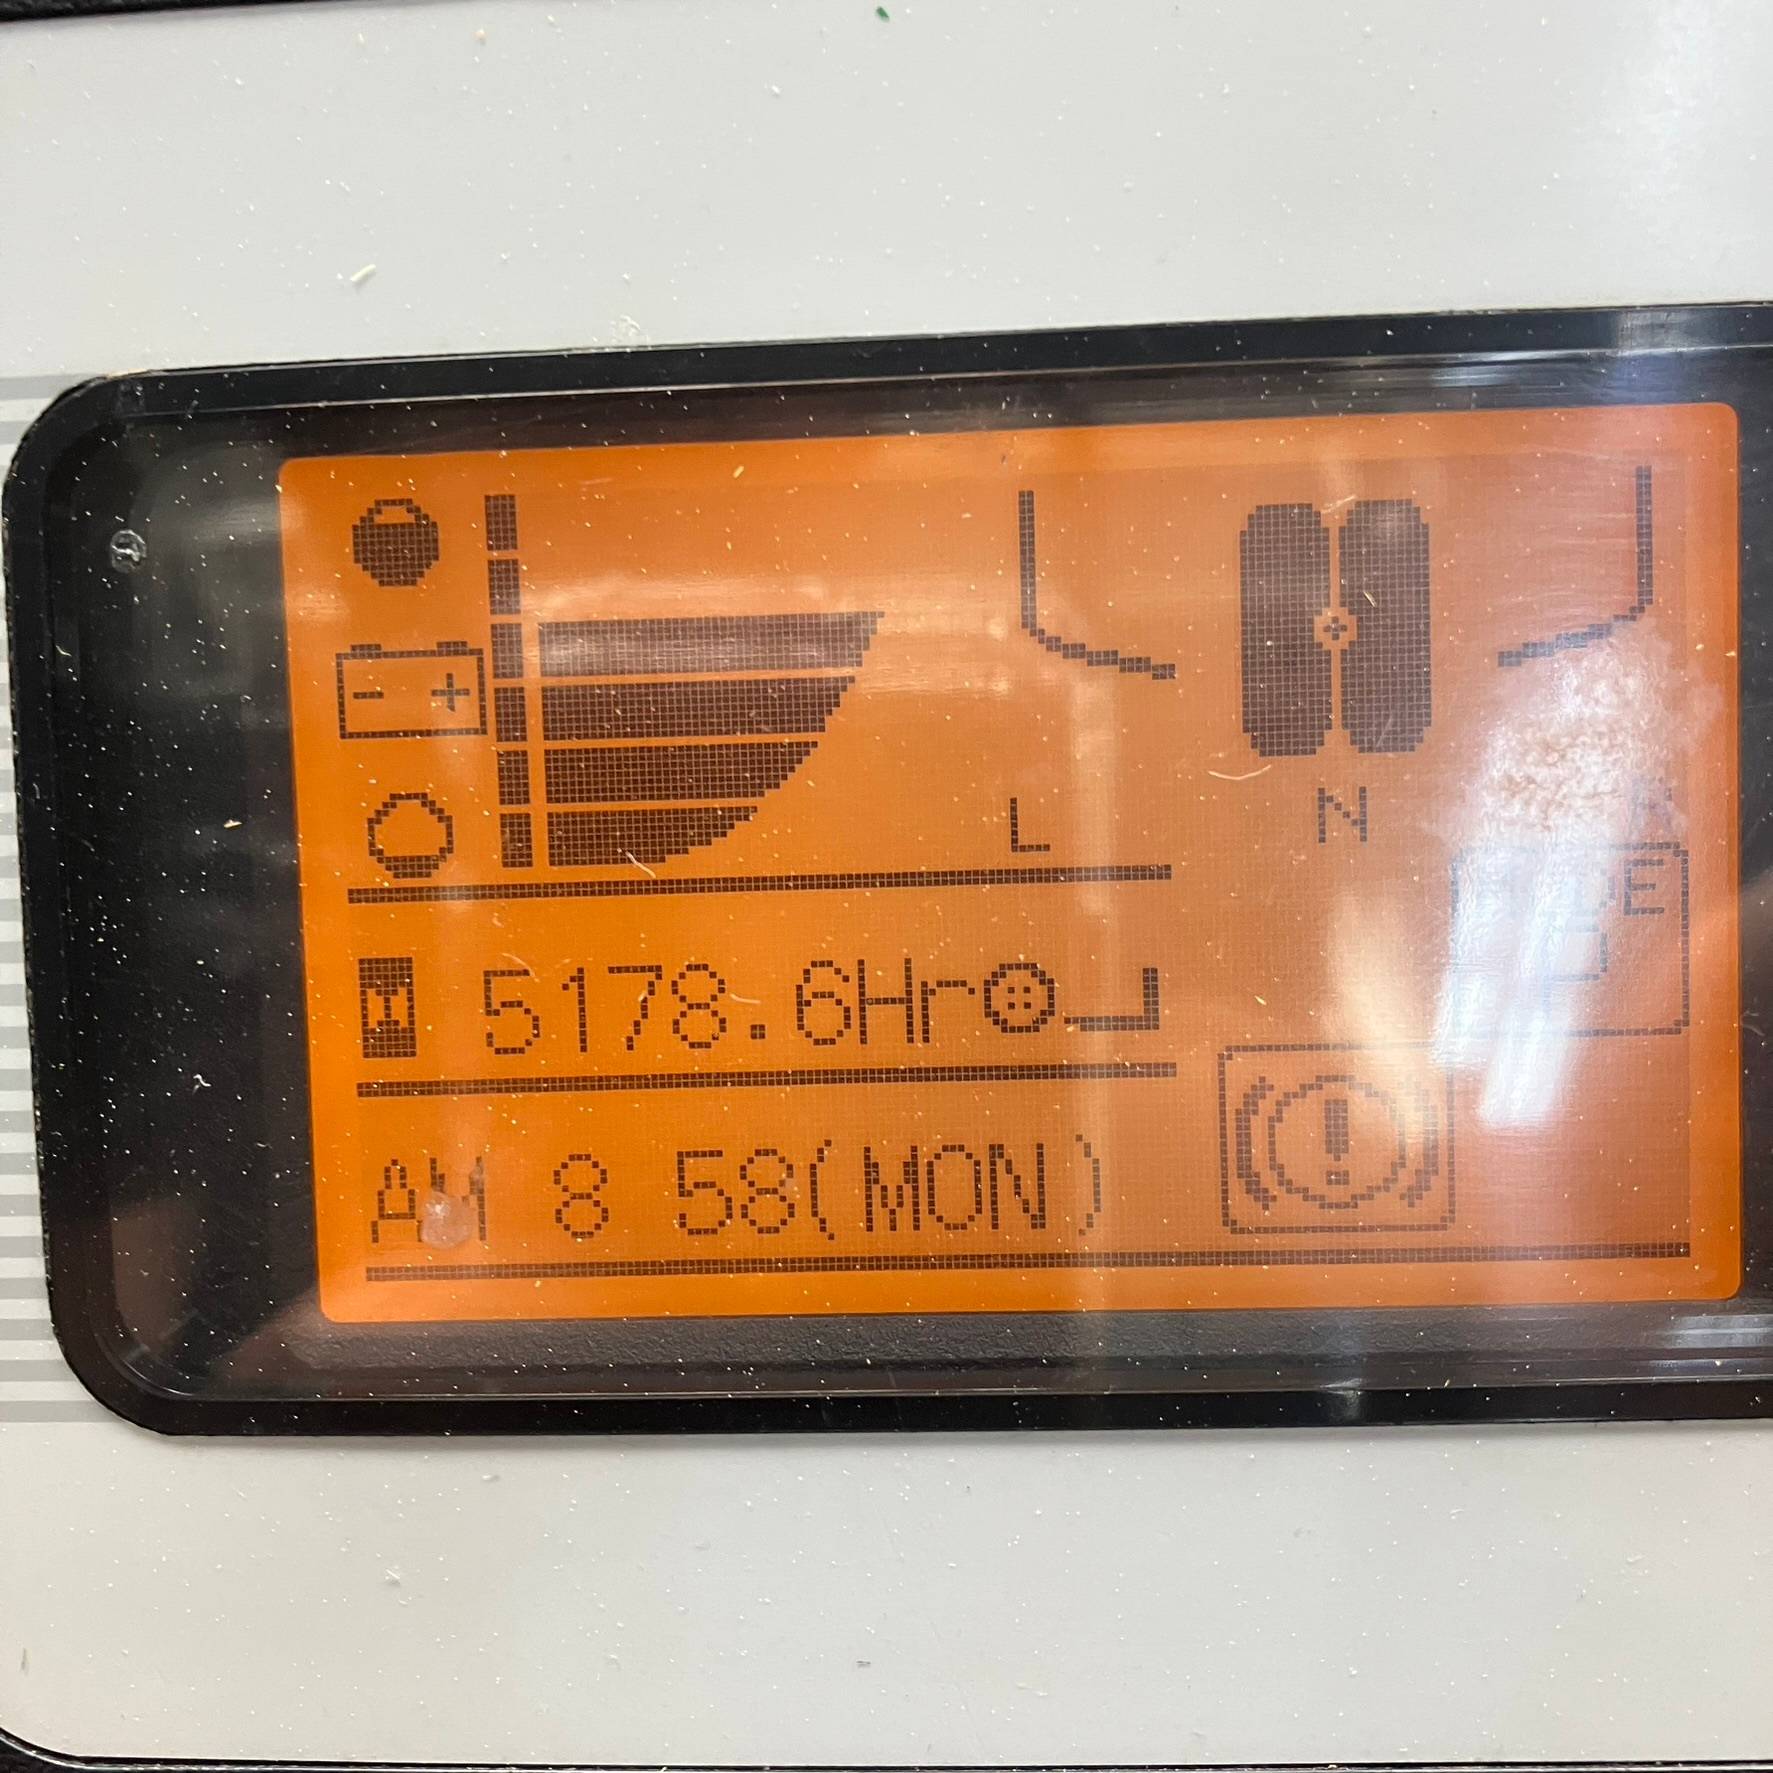 - +
L N
5178.6Hr
AM 8 58(MON)
P